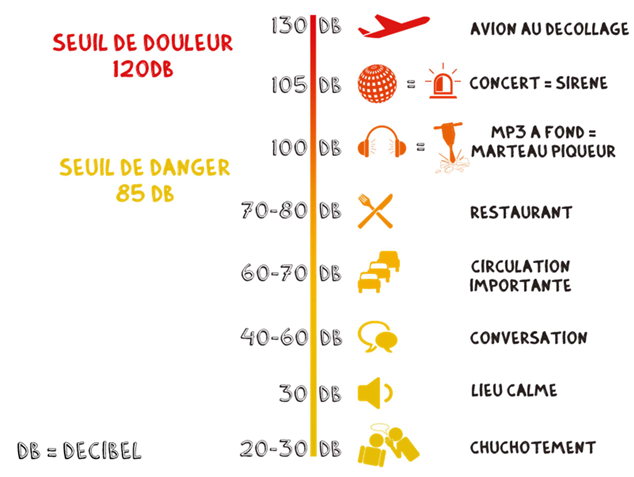 SEUIL DE DOULEUR
120DB
SEUIL DE DANGER
85 DB
130 DB AVION AU DECOLLAGE
105 DB = CONCERT = SIRENE
100 DB = MP3 A FOND =
MARTEAU PIQUEUR
70-80 DB RESTAURANT
60-70 DB CIRCULATION
IMPORTANTE
40-60 DB CONVERSATION
30 DB LIEU CALME
20-30 DB CHUCHOTEMENT
DB = DECIBEL